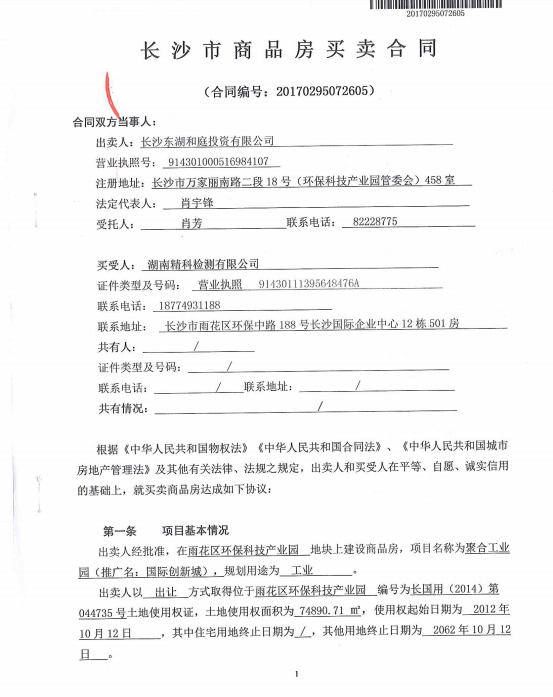 20170295072605
长沙市商品房买卖合同
（合同编号：20170295072605）
合同双方当事人：
出卖人：长沙东湖和庭投资有限公司
营业执照号：914301000516984107
注册地址：长沙市万家丽南路二段 18 号（环保科技产业园管委会）458 室
法定代表人：肖宇锋
受托人：肖芳 联系电话：82228775
买受人：湖南精科检测有限公司
证件类型及号码：营业执照 91430111395648476A
联系电话：18774931188
联系地址：长沙市雨花区环保中路 188 号长沙国际企业中心 12 栋 501 房
共有人：/
证件类型及号码：/
联系电话：/ 联系地址：/
共有情况：/
根据《中华人民共和国物权法》《中华人民共和国合同法》、《中华人民共和国城市
房地产管理法》及其他有关法律、法规之规定，出卖人和买受人在平等、自愿、诚实信用
的基础上，就买卖商品房达成如下协议：
第一条 项目基本情况
出卖人经批准，在雨花区环保科技产业园 地块上建设商品房，项目名称为聚合工业
园（推广名：国际创新城），规划用途为 工业 。
出卖人以 出让 方式取得位于雨花区环保科技产业园 编号为长国用（2014）第
044735 号土地使用权证，土地使用权面积为 74890.71 ㎡，使用权起始日期为 2012 年
10 月 12 日 ，其中住宅用地终止日期为 / ，其他用地终止日期为 2062 年 10 月 12
日 。
1